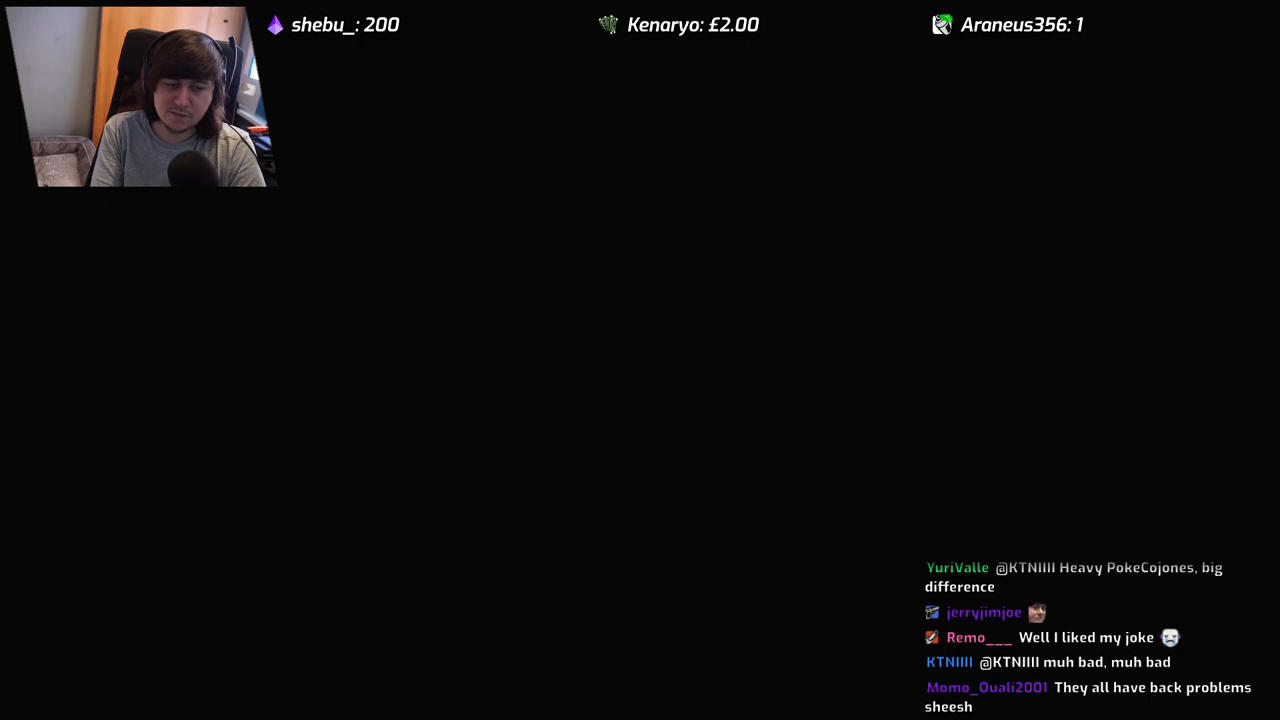 shebu_: 200
Kenaryo: £2.00
Araneus356: 1
YuriValle @KTNIIII Heavy PokeCojones, big
difference
jerryjimjoe
Remo___ Well I liked my joke
KTNIIII @KTNIIII muh bad, muh bad
Momo_Ouali2001 They all have back problems
sheesh